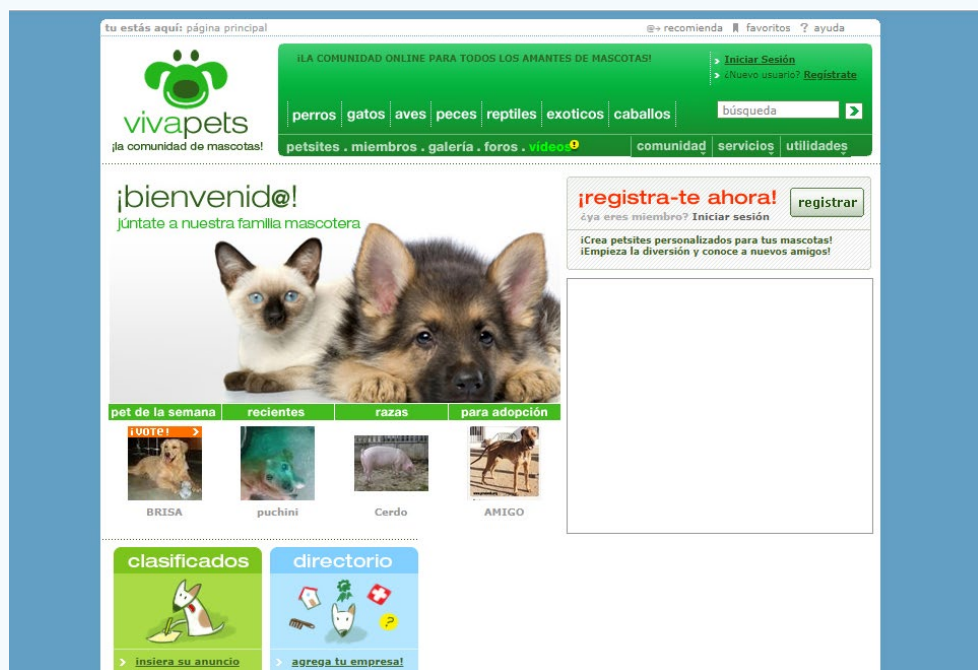 tu estás aquí: página principal
@→ recomienda favoritos ? ayuda
¡LA COMUNIDAD ONLINE PARA TODOS LOS AMANTES DE MASCOTAS!
Iniciar Sesión
¿Nuevo usuario? Regístrate
vivapets
¡la comunidad de mascotas!
perros gatos aves peces reptiles exoticos caballos
búsqueda
petsites . miembros . galería . foros . vídeos
comunidad servicios utilidades
¡bienvenid@!
júntate a nuestra familia mascotera
¡registra-te ahora!
¿ya eres miembro? Iniciar sesión
registrar
¡Crea petsites personalizados para tus mascotas!
¡Empieza la diversión y conoce a nuevos amigos!
pet de la semana recientes razas para adopción
¡VOTE!
BRISA puchini Cerdo AMIGO
clasificados directorio
insiera su anuncio agrega tu empresa!